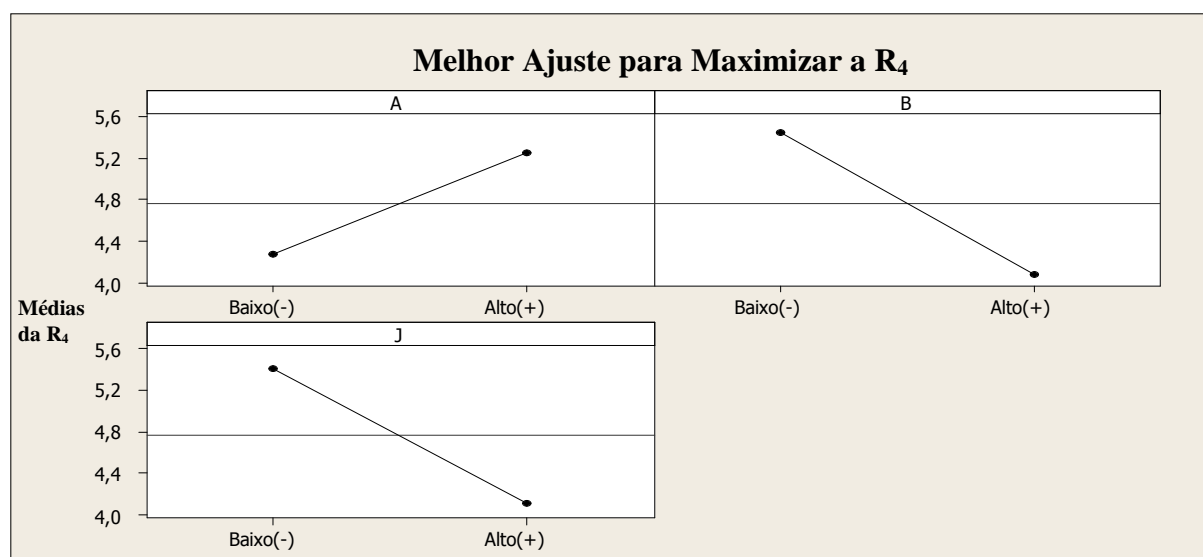 Melhor Ajuste para Maximizar a R₄
A
B
5,6
5,2
4,8
4,4
4,0
Baixo(-)
Alto(+)
Baixo(-)
Alto(+)
Médias
da R₄
J
5,6
5,2
4,8
4,4
4,0
Baixo(-)
Alto(+)